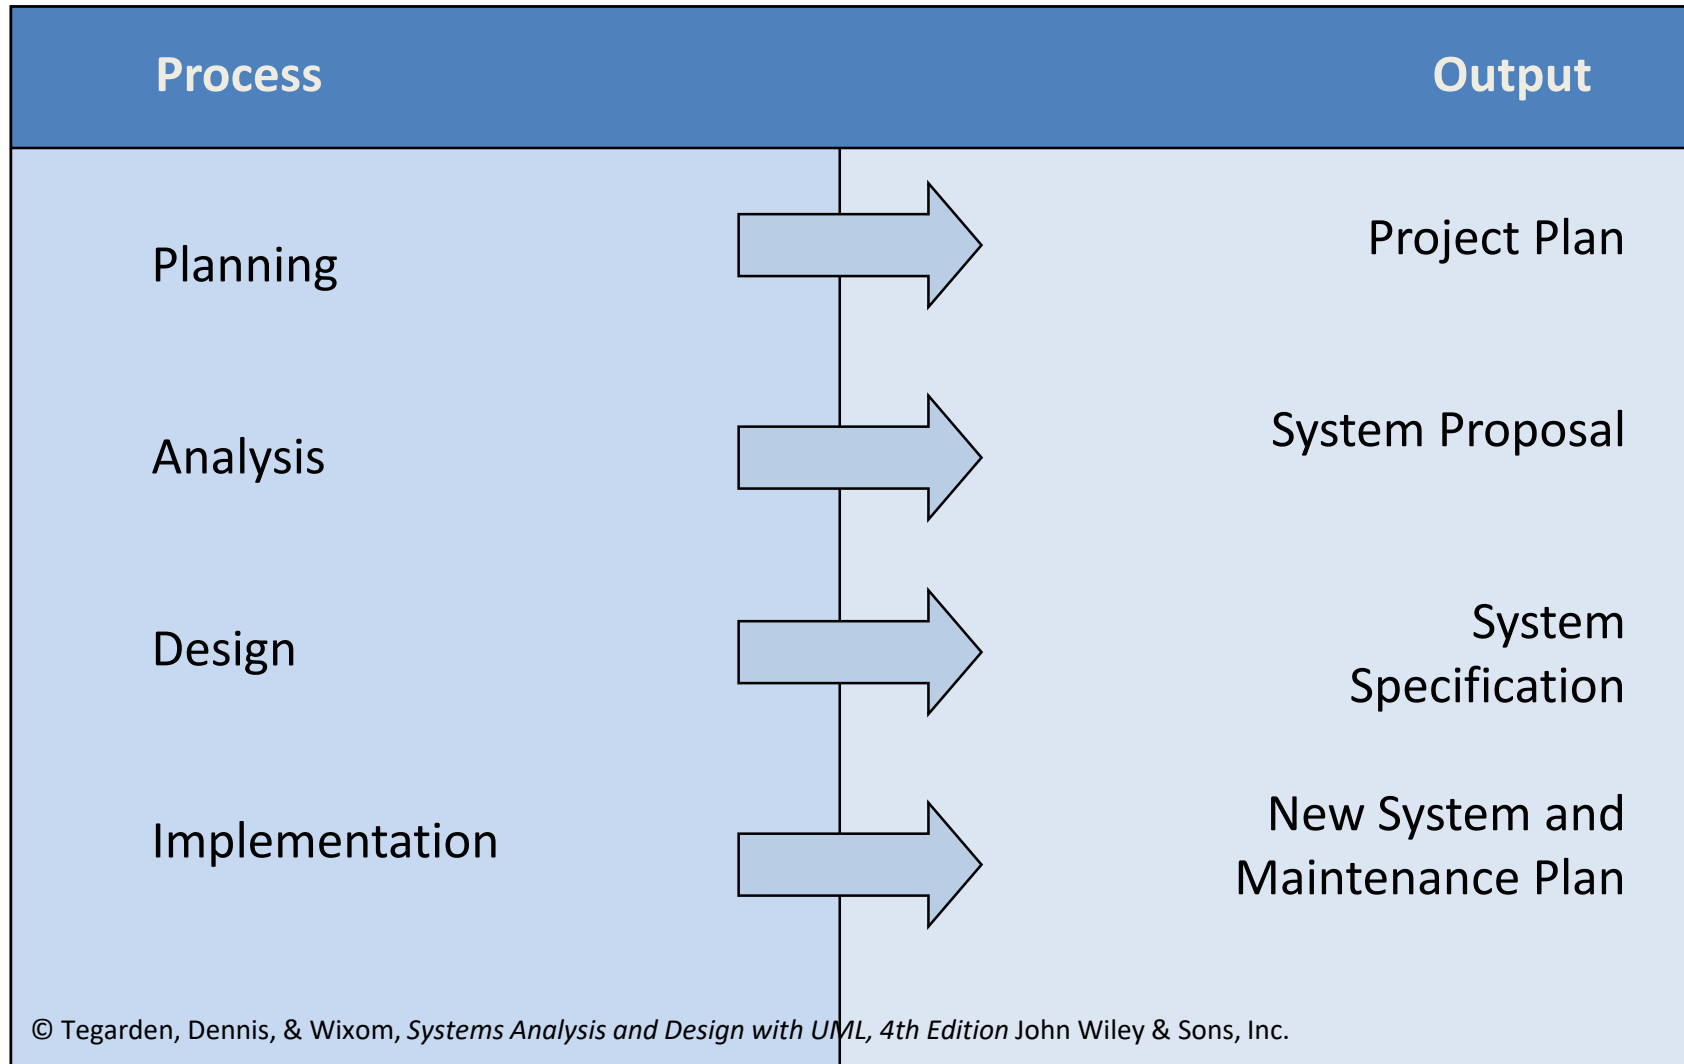 Process
Output
Planning
Project Plan
Analysis
System Proposal
Design
System
Specification
Implementation
New System and
Maintenance Plan
© Tegarden, Dennis, & Wixom, Systems Analysis and Design with UML, 4th Edition John Wiley & Sons, Inc.